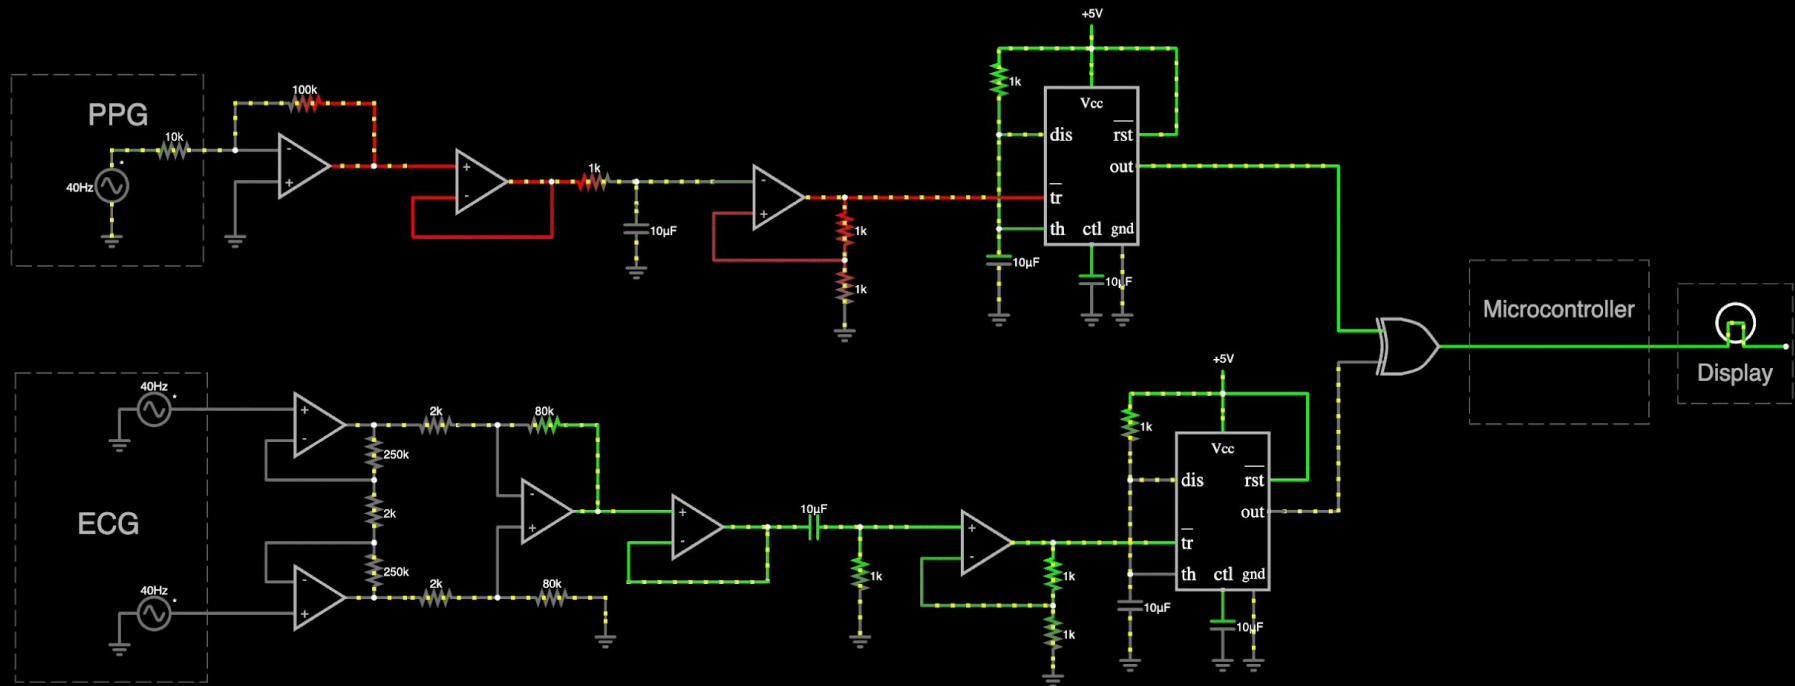 +5V
100k
1k
PPG
Vcc
10k
dis
rst
40Hz
1k
out
-
+
+
-
-
+
tr
10µF
1k
th
ctl
gnd
10µF
10µF
1k
Microcontroller
+5V
Display
40Hz
2k
80k
1k
+
-
250k
Vcc
dis
rst
-
+
ECG
2k
10µF
out
+
-
+
-
tr
250k
1k
1k
th
ctl
gnd
40Hz
-
+
2k
80k
10µF
10µF
1k